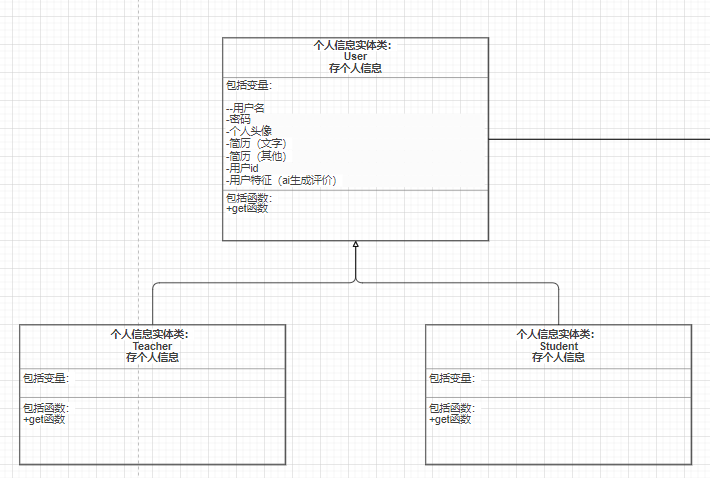 个人信息实体类：
User
存个人信息
包括变量：
--用户名
-密码
-个人头像
-简历（文字）
-简历（其他）
-用户id
-用户特征（ai生成评价）
包括函数：
+get函数
个人信息实体类：
Teacher
存个人信息
包括变量：
包括函数：
+get函数
个人信息实体类：
Student
存个人信息
包括变量：
包括函数：
+get函数